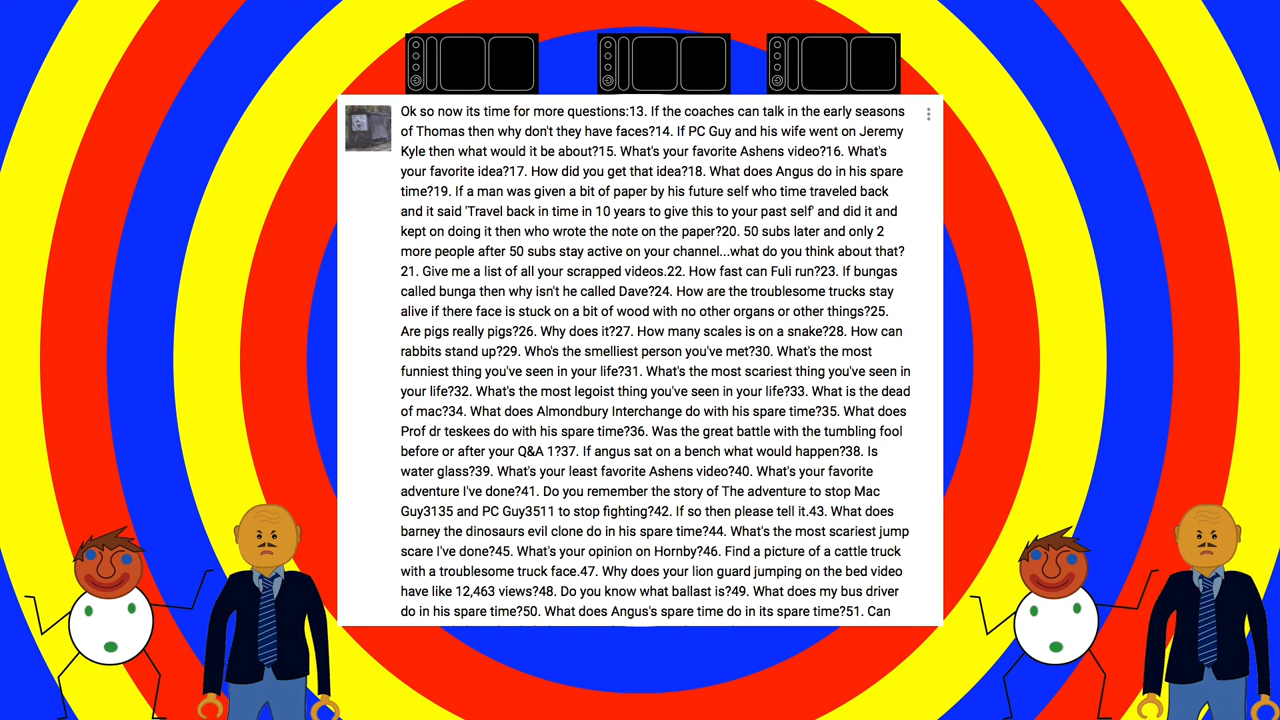 Ok so now its time for more questions:13. If the coaches can talk in the early seasons
of Thomas then why don't they have faces?14. If PC Guy and his wife went on Jeremy
Kyle then what would it be about?15. What's your favorite Ashens video?16. What's
your favorite idea?17. How did you get that idea?18. What does Angus do in his spare
time?19. If a man was given a bit of paper by his future self who time traveled back
and it said 'Travel back in time in 10 years to give this to your past self' and did it and
kept on doing it then who wrote the note on the paper?20. 50 subs later and only 2
more people after 50 subs stay active on your channel...what do you think about that?
21. Give me a list of all your scrapped videos.22. How fast can Fuli run?23. If bungas
called bunga then why isn't he called Dave?24. How are the troublesome trucks stay
alive if there face is stuck on a bit of wood with no other organs or other things?25.
Are pigs really pigs?26. Why does it?27. How many scales is on a snake?28. How can
rabbits stand up?29. Who's the smelliest person you've met?30. What's the most
funniest thing you've seen in your life?31. What's the most scariest thing you've seen in
your life?32. What's the most legoist thing you've seen in your life?33. What is the dead
of mac?34. What does Almondbury Interchange do with his spare time?35. What does
Prof dr teskees do with his spare time?36. Was the great battle with the tumbling fool
before or after your Q&A 1?37. If angus sat on a bench what would happen?38. Is
water glass?39. What's your least favorite Ashens video?40. What's your favorite
adventure I've done?41. Do you remember the story of The adventure to stop Mac
Guy3135 and PC Guy3511 to stop fighting?42. If so then please tell it.43. What does
barney the dinosaurs evil clone do in his spare time?44. What's the most scariest jump
scare I've done?45. What's your opinion on Hornby?46. Find a picture of a cattle truck
with a troublesome truck face.47. Why does your lion guard jumping on the bed video
have like 12,463 views?48. Do you know what ballast is?49. What does my bus driver
do in his spare time?50. What does Angus's spare time do in its spare time?51. Can